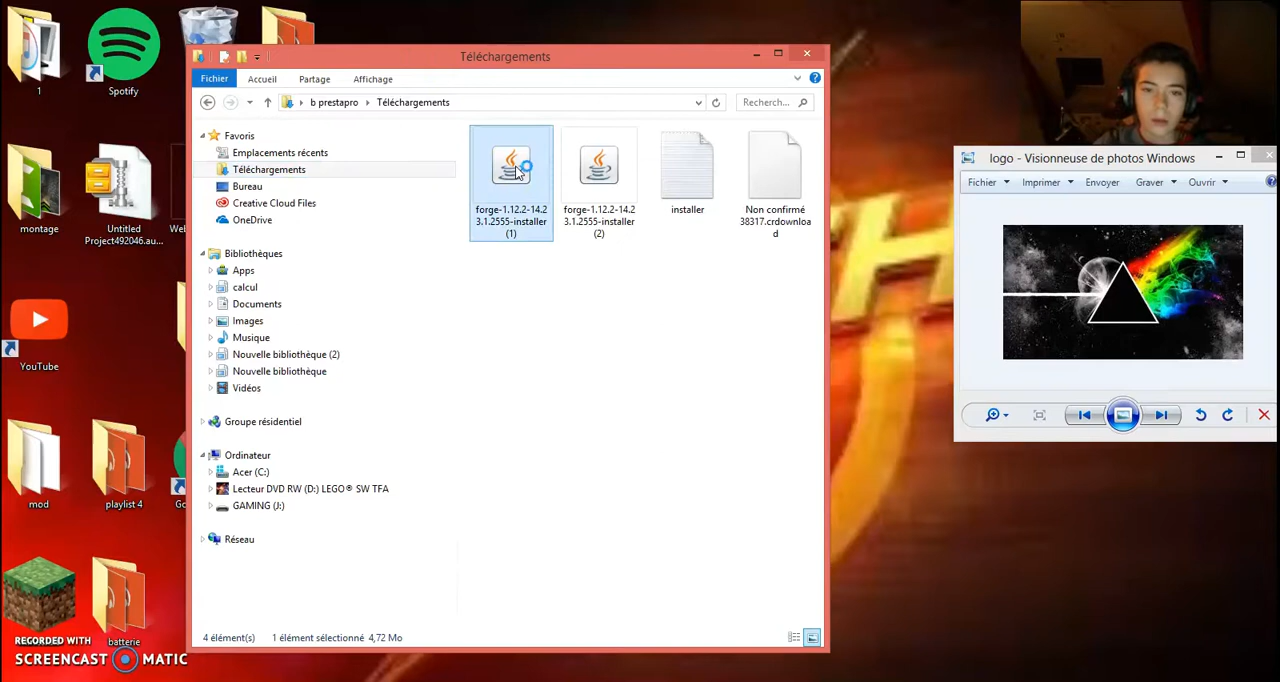 1
Spotify
montage
Untitled
Project492046.au...
Wel
YouTube
mod
playlist 4
Go
batterie
RECORDED WITH
SCREENCAST MATIC
Téléchargements
Fichier
Accueil
Partage
Affichage
b prestapro
Téléchargements
Recherch...
Favoris
Emplacements récents
Téléchargements
Bureau
Creative Cloud Files
OneDrive
Bibliothèques
Apps
calcul
Documents
Images
Musique
Nouvelle bibliothèque (2)
Nouvelle bibliothèque
Vidéos
Groupe résidentiel
Ordinateur
Acer (C:)
Lecteur DVD RW (D:) LEGO® SW TFA
GAMING (J:)
Réseau
forge-1.12.2-14.2
3.1.2555-installer
(1)
forge-1.12.2-14.2
3.1.2555-installer
(2)
installer
Non confirmé
38317.crdownloa
d
4 élément(s)
1 élément sélectionné 4,72 Mo
logo - Visionneuse de photos Windows
Fichier
Imprimer
Envoyer
Graver
Ouvrir